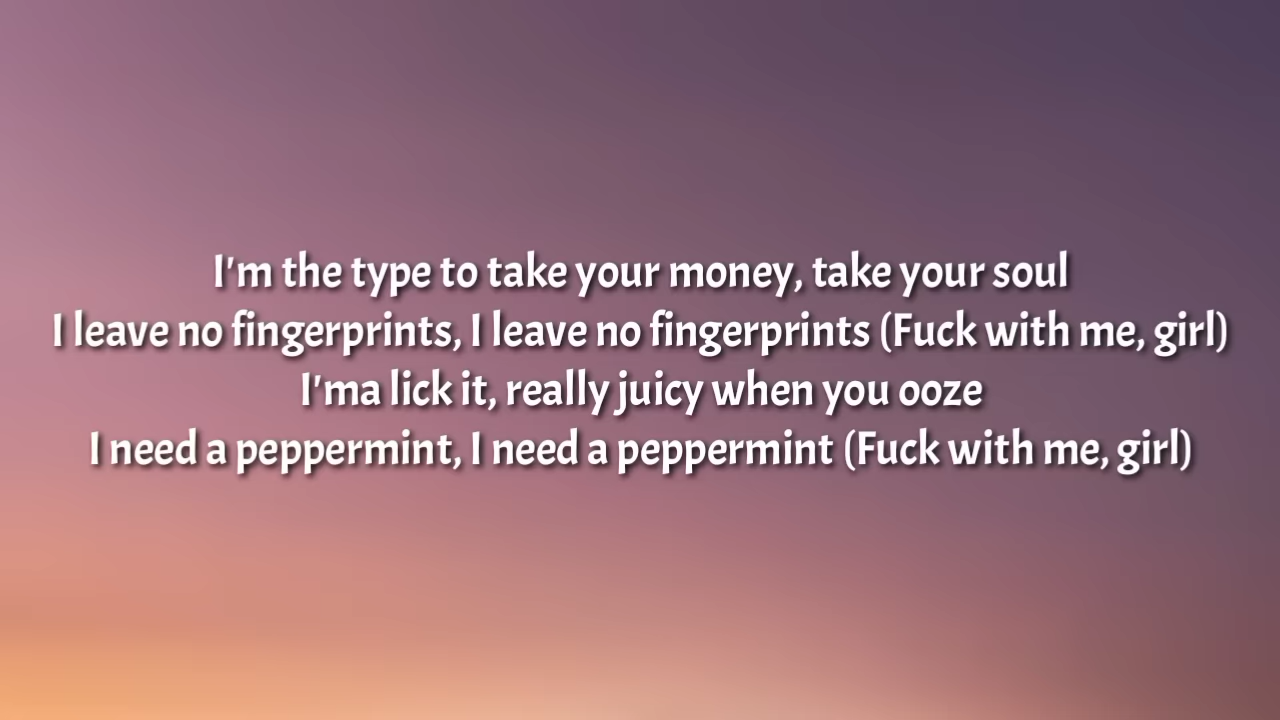 I'm the type to take your money, take your soul
I leave no fingerprints, I leave no fingerprints (Fuck with me, girl)
I'ma lick it, really juicy when you ooze
I need a peppermint, I need a peppermint (Fuck with me, girl)